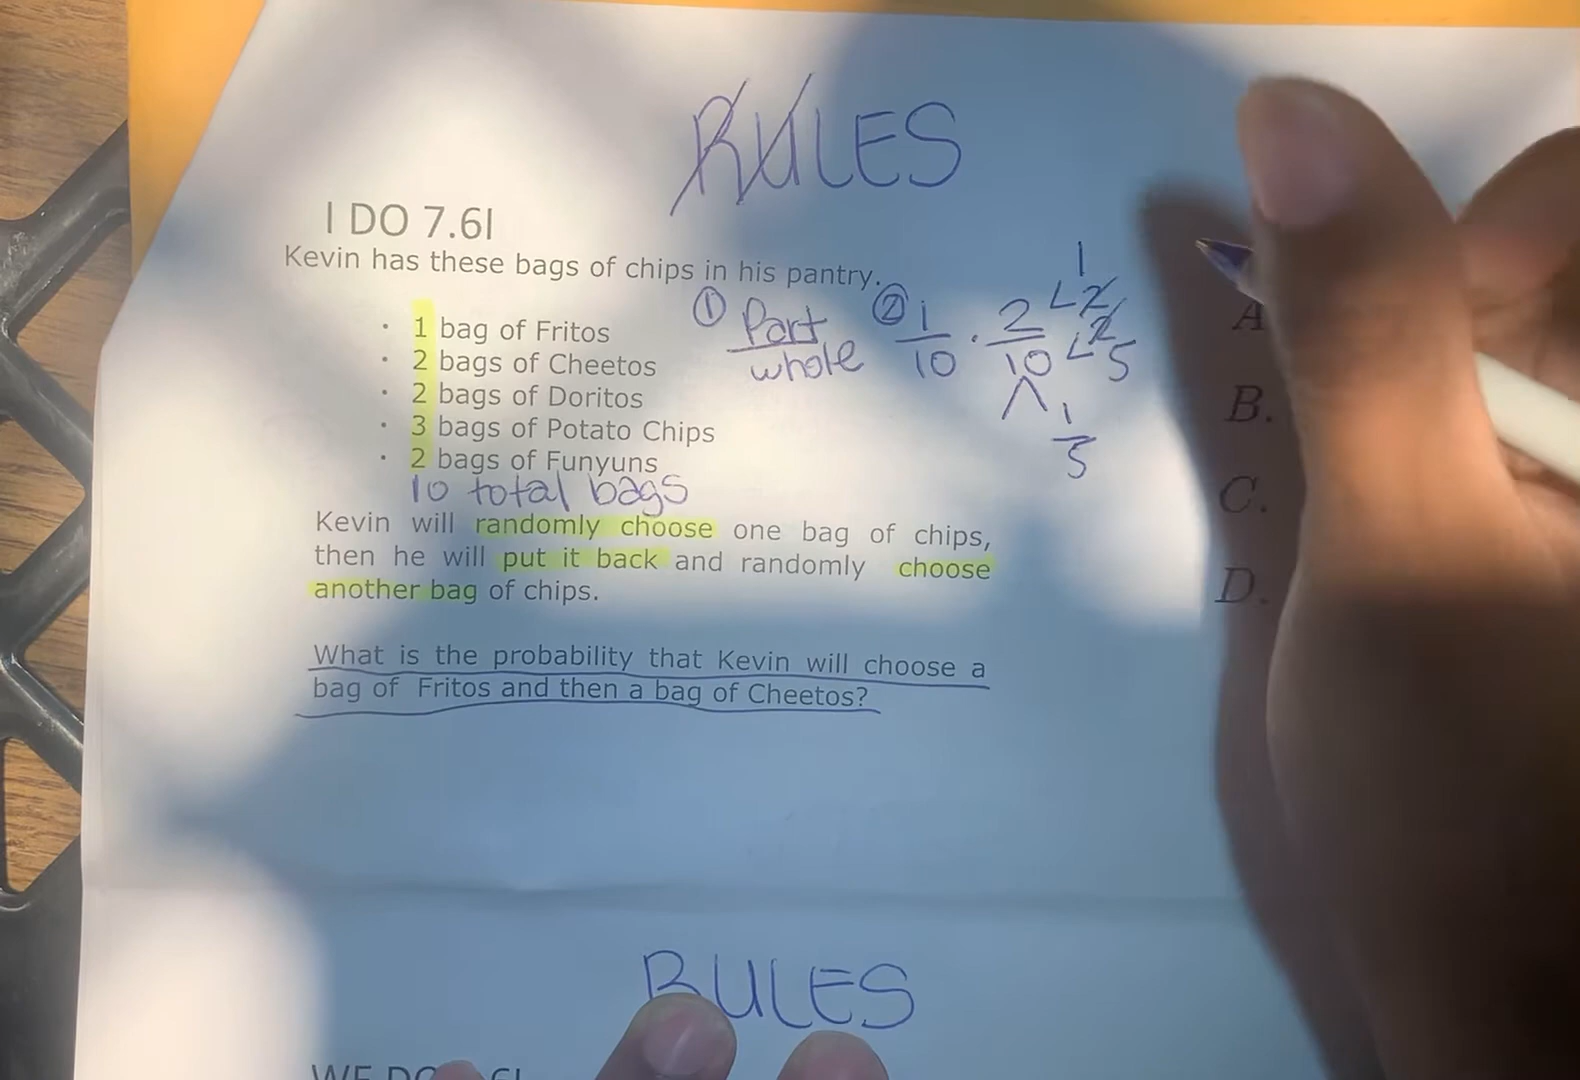 RULES
I DO 7.6I
Kevin has these bags of chips in his pantry.
· 1 bag of Fritos
· 2 bags of Cheetos
· 2 bags of Doritos
· 3 bags of Potato Chips
· 2 bags of Funyuns
10 total bags
① Part
whole
② 1/10 · 2/10
1
2
2 5
1/5
A
B.
C.
D.
Kevin will randomly choose one bag of chips,
then he will put it back and randomly choose
another bag of chips.
What is the probability that Kevin will choose a
bag of Fritos and then a bag of Cheetos?
RULES